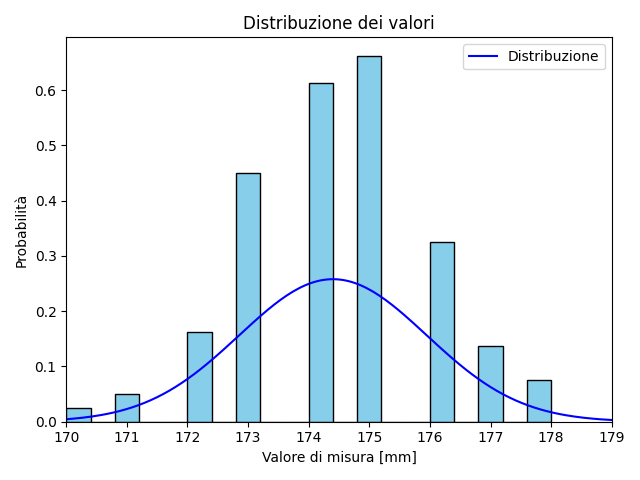 Distribuzione dei valori
Distribuzione
Probabilità
0.6
0.5
0.4
0.3
0.2
0.1
0.0
170 171 172 173 174 175 176 177 178 179
Valore di misura [mm]